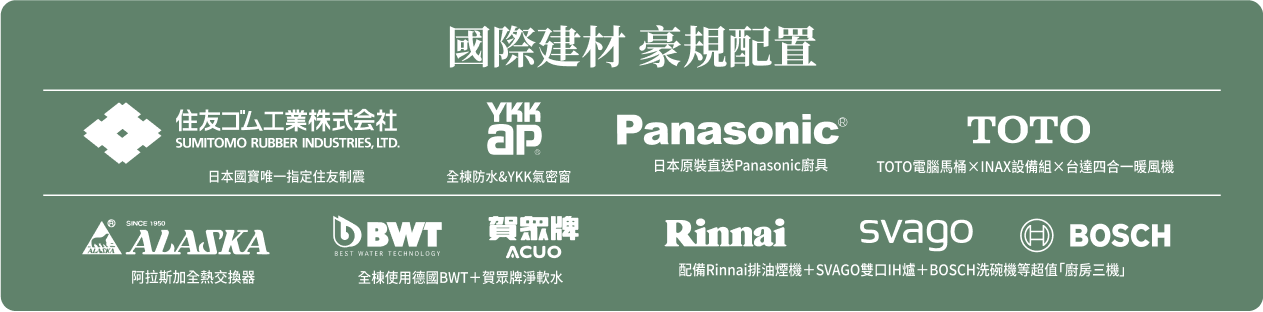 國際建材 豪規配置
住友ゴム工業株式会社
SUMITOMO RUBBER INDUSTRIES, LTD.
日本國寶唯一指定住友制震
YKK
ap®
全棟防水&YKK氣密窗
Panasonic®
日本原裝直送Panasonic廚具
TOTO
TOTO電腦馬桶×INAX設備組×台達四合一暖風機
SINCE 1950
ALASKA®
ALASKA
阿拉斯加全熱交換器
BWT
BEST WATER TECHNOLOGY
賀眾牌
ACUO
全棟使用德國BWT＋賀眾牌淨軟水
Rinnai
svago
BOSCH
配備Rinnai排油煙機＋SVAGO雙口IH爐＋BOSCH洗碗機等超值「廚房三機」